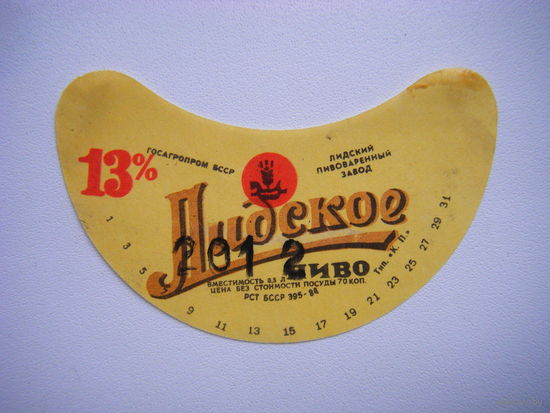 13%
ГОСАГРОПРОМ БССР
ЛИДСКИЙ
ПИВОВАРЕННЫЙ
ЗАВОД
Лидское
2012
ПИВО
ВМЕСТИМОСТЬ 0,5 Л
ЦЕНА БЕЗ СТОИМОСТИ ПОСУДЫ 70 КОП.
РСТ БССР 395-84
Тип. «К. П.»
1 3 5 9 11 13 15 17 19 21 23 25 27 29 31